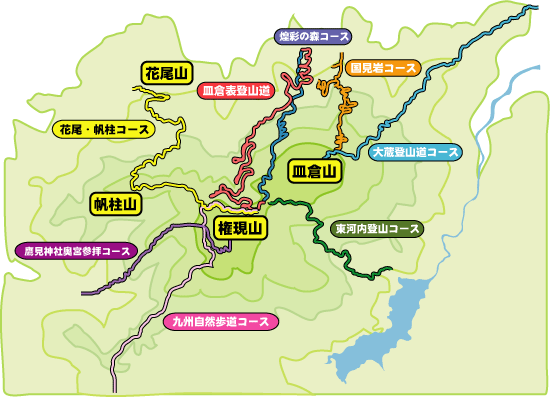 煌彩の森コース
花尾山
国見岩コース
皿倉表登山道
花尾・帆柱コース
大蔵登山道コース
皿倉山
帆柱山
権現山
東河内登山コース
鷹見神社奥宮参拝コース
九州自然歩道コース